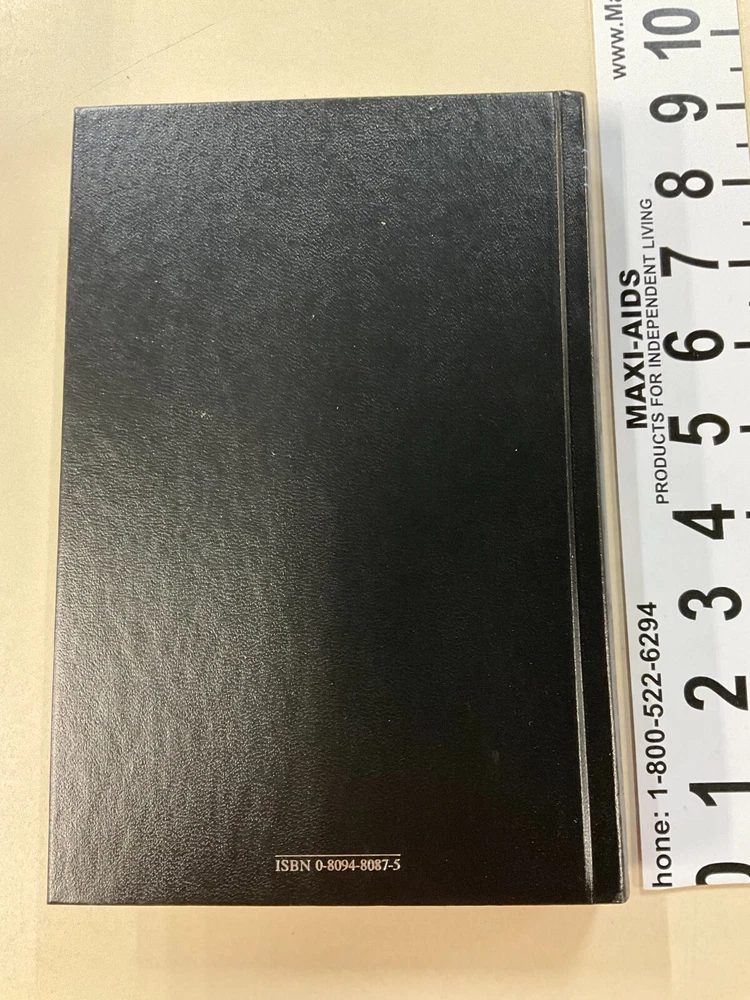 ISBN 0-8094-8087-5
www.Ma
MAXI-AIDS
PRODUCTS FOR INDEPENDENT LIVING
hone: 1-800-522-6294
10
9
8
7
6
5
4
3
2
1
0